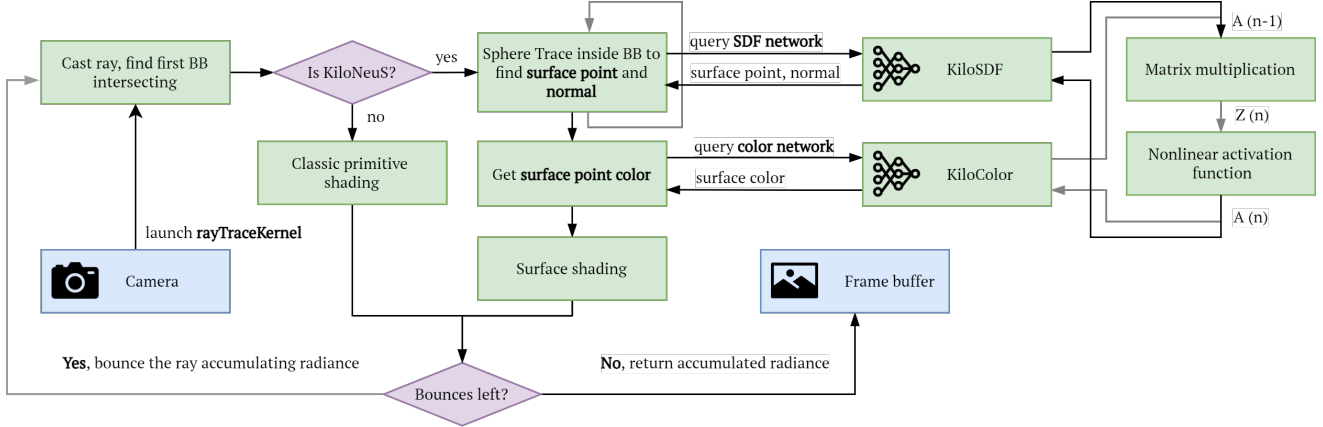 Cast ray, find first BB
intersecting
Is KiloNeuS?
yes
no
Sphere Trace inside BB to
find surface point and
normal
query SDF network
surface point, normal
KiloSDF
A (n-1)
Matrix multiplication
Z (n)
Nonlinear activation
function
A (n)
Classic primitive
shading
Get surface point color
query color network
surface color
KiloColor
launch rayTraceKernel
Camera
Surface shading
Frame buffer
Yes, bounce the ray accumulating radiance
No, return accumulated radiance
Bounces left?